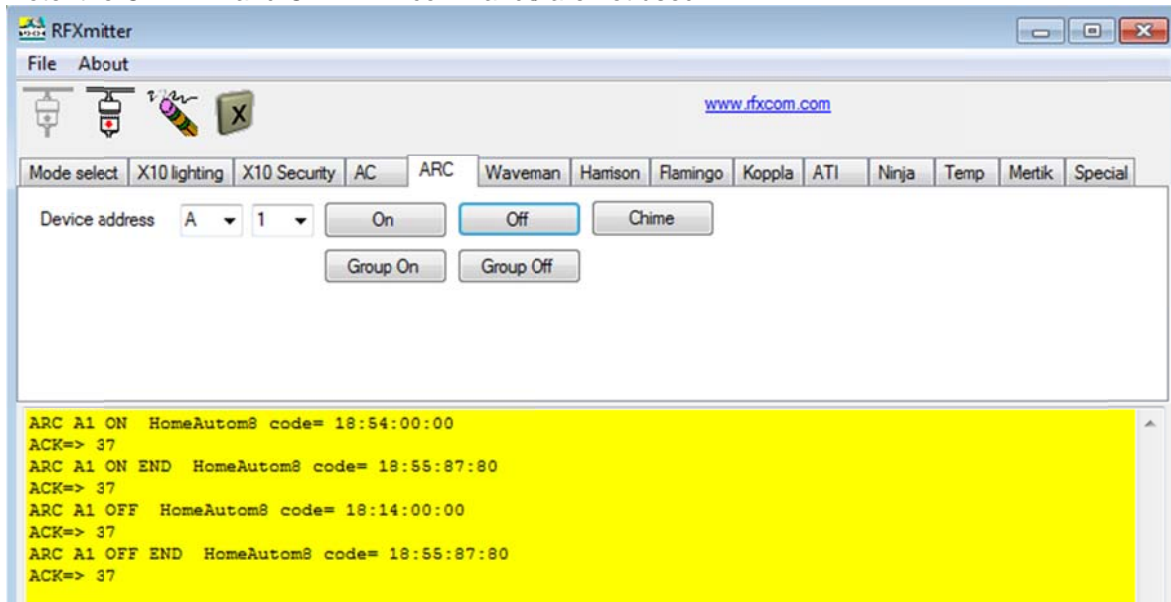 RFXmitter
File About
www.rfxcom.com
Mode select X10 lighting X10 Security AC ARC Waveman Harrison Flamingo Koppla ATI Ninja Temp Mertik Special
Device address A 1 On Off Chime
Group On Group Off
ARC A1 ON HomeAutom8 code= 18:54:00:00
ACK=> 37
ARC A1 ON END HomeAutom8 code= 18:55:87:80
ACK=> 37
ARC A1 OFF HomeAutom8 code= 18:14:00:00
ACK=> 37
ARC A1 OFF END HomeAutom8 code= 18:55:87:80
ACK=> 37